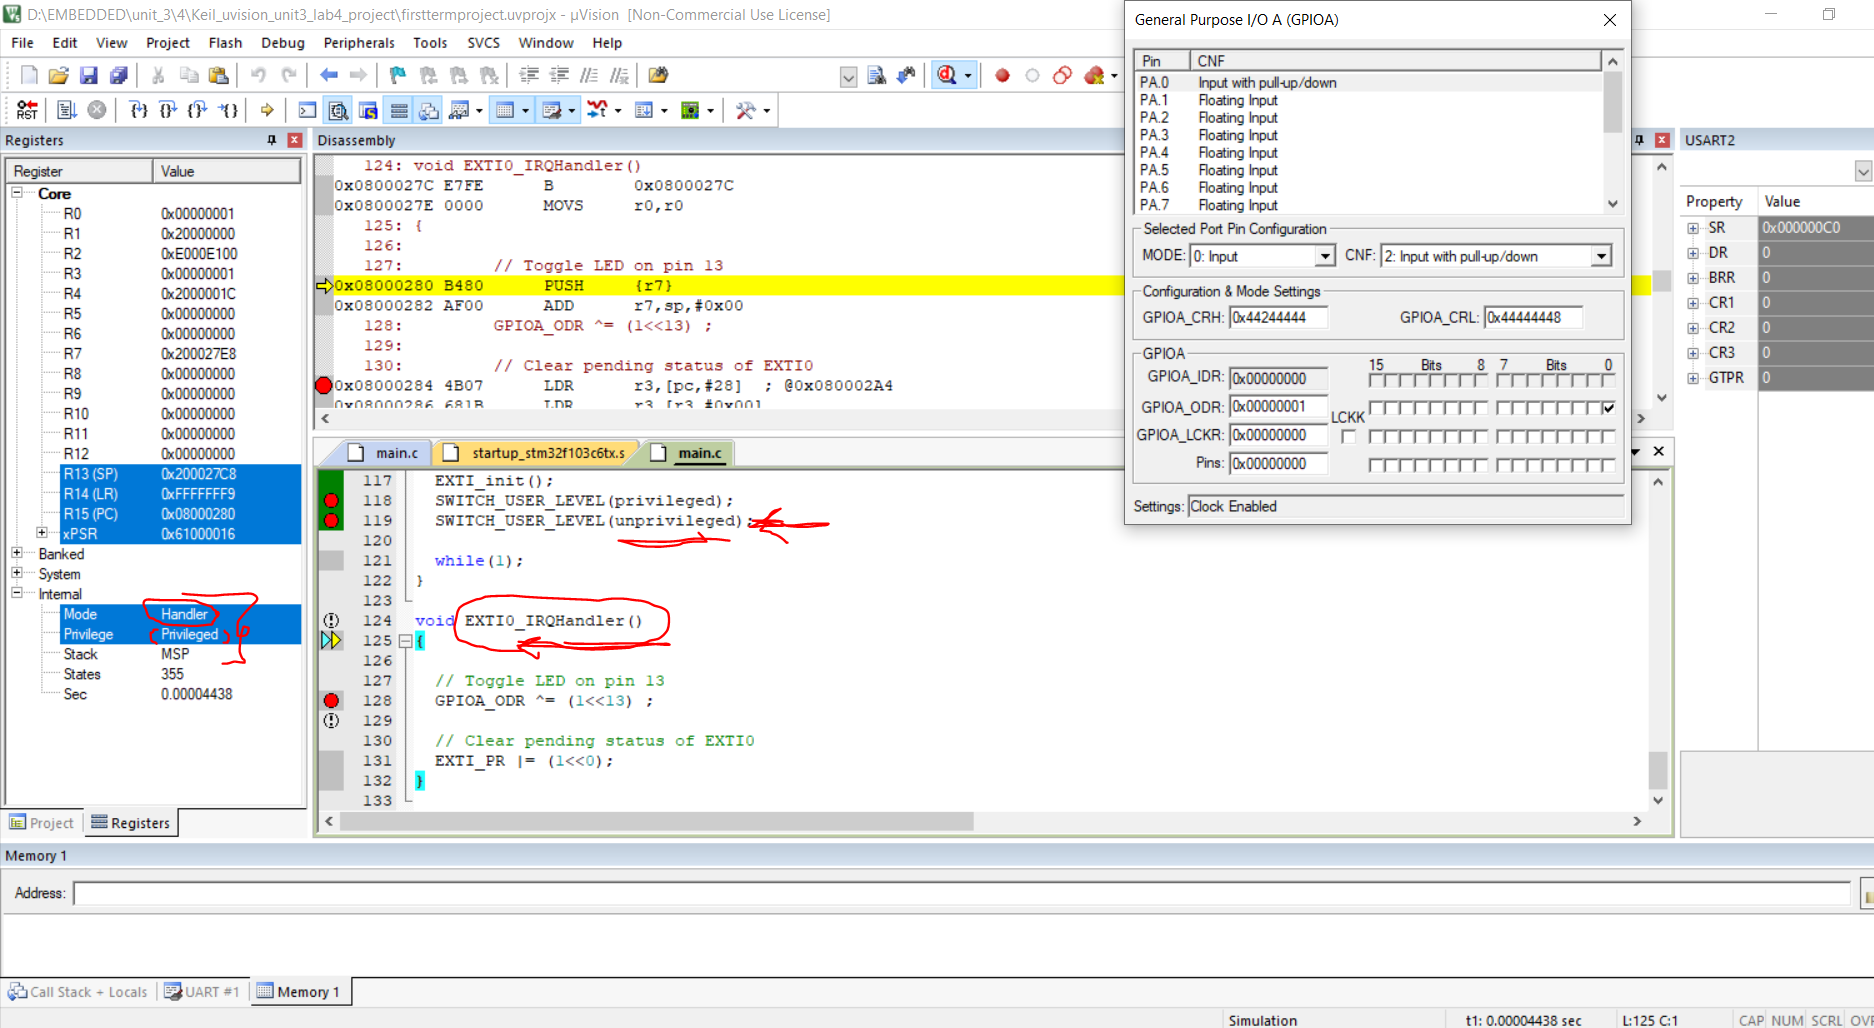 D:\EMBEDDED\unit_3\4\Keil_uvision_unit3_lab4_project\firsttermproject.uvprojx - µVision [Non-Commercial Use License]
File Edit View Project Flash Debug Peripherals Tools SVCS Window Help
RST
Registers
Register Value
Core
R0 0x00000001
R1 0x20000000
R2 0xE000E100
R3 0x00000001
R4 0x2000001C
R5 0x00000000
R6 0x00000000
R7 0x200027E8
R8 0x00000000
R9 0x00000000
R10 0x00000000
R11 0x00000000
R12 0x00000000
R13 (SP) 0x200027C8
R14 (LR) 0xFFFFFFF9
R15 (PC) 0x08000280
xPSR 0x61000016
Banked
System
Internal
Mode Handler
Privilege Privileged
Stack MSP
States 355
Sec 0.00004438
Project Registers
Disassembly
124: void EXTI0_IRQHandler()
0x0800027C E7FE B 0x0800027C
0x0800027E 0000 MOVS r0,r0
125: {
126:
127: // Toggle LED on pin 13
0x08000280 B480 PUSH {r7}
0x08000282 AF00 ADD r7,sp,#0x00
128: GPIOA_ODR ^= (1<<13) ;
129:
130: // Clear pending status of EXTI0
0x08000284 4B07 LDR r3,[pc,#28] ; @0x080002A4
0x08000286 681B LDR r3,[r3,#0x00]
main.c startup_stm32f103c6tx.s main.c
117 EXTI_init();
118 SWITCH_USER_LEVEL(privileged);
119 SWITCH_USER_LEVEL(unprivileged);
120
121 while(1);
122 }
123
124 void EXTI0_IRQHandler()
125 {
126
127 // Toggle LED on pin 13
128 GPIOA_ODR ^= (1<<13) ;
129
130 // Clear pending status of EXTI0
131 EXTI_PR |= (1<<0);
132 }
133
General Purpose I/O A (GPIOA)
Pin CNF
PA.0 Input with pull-up/down
PA.1 Floating Input
PA.2 Floating Input
PA.3 Floating Input
PA.4 Floating Input
PA.5 Floating Input
PA.6 Floating Input
PA.7 Floating Input
Selected Port Pin Configuration
MODE: 0: Input CNF: 2: Input with pull-up/down
Configuration & Mode Settings
GPIOA_CRH: 0x44244444 GPIOA_CRL: 0x44444448
GPIOA
15 Bits 8 7 Bits 0
GPIOA_IDR: 0x00000000
GPIOA_ODR: 0x00000001
LCKK
GPIOA_LCKR: 0x00000000
Pins: 0x00000000
Settings: Clock Enabled
USART2
Property Value
SR 0x000000C0
DR 0
BRR 0
CR1 0
CR2 0
CR3 0
GTPR 0
Memory 1
Address:
Call Stack + Locals UART #1 Memory 1
Simulation t1: 0.00004438 sec L:125 C:1 CAP NUM SCRL